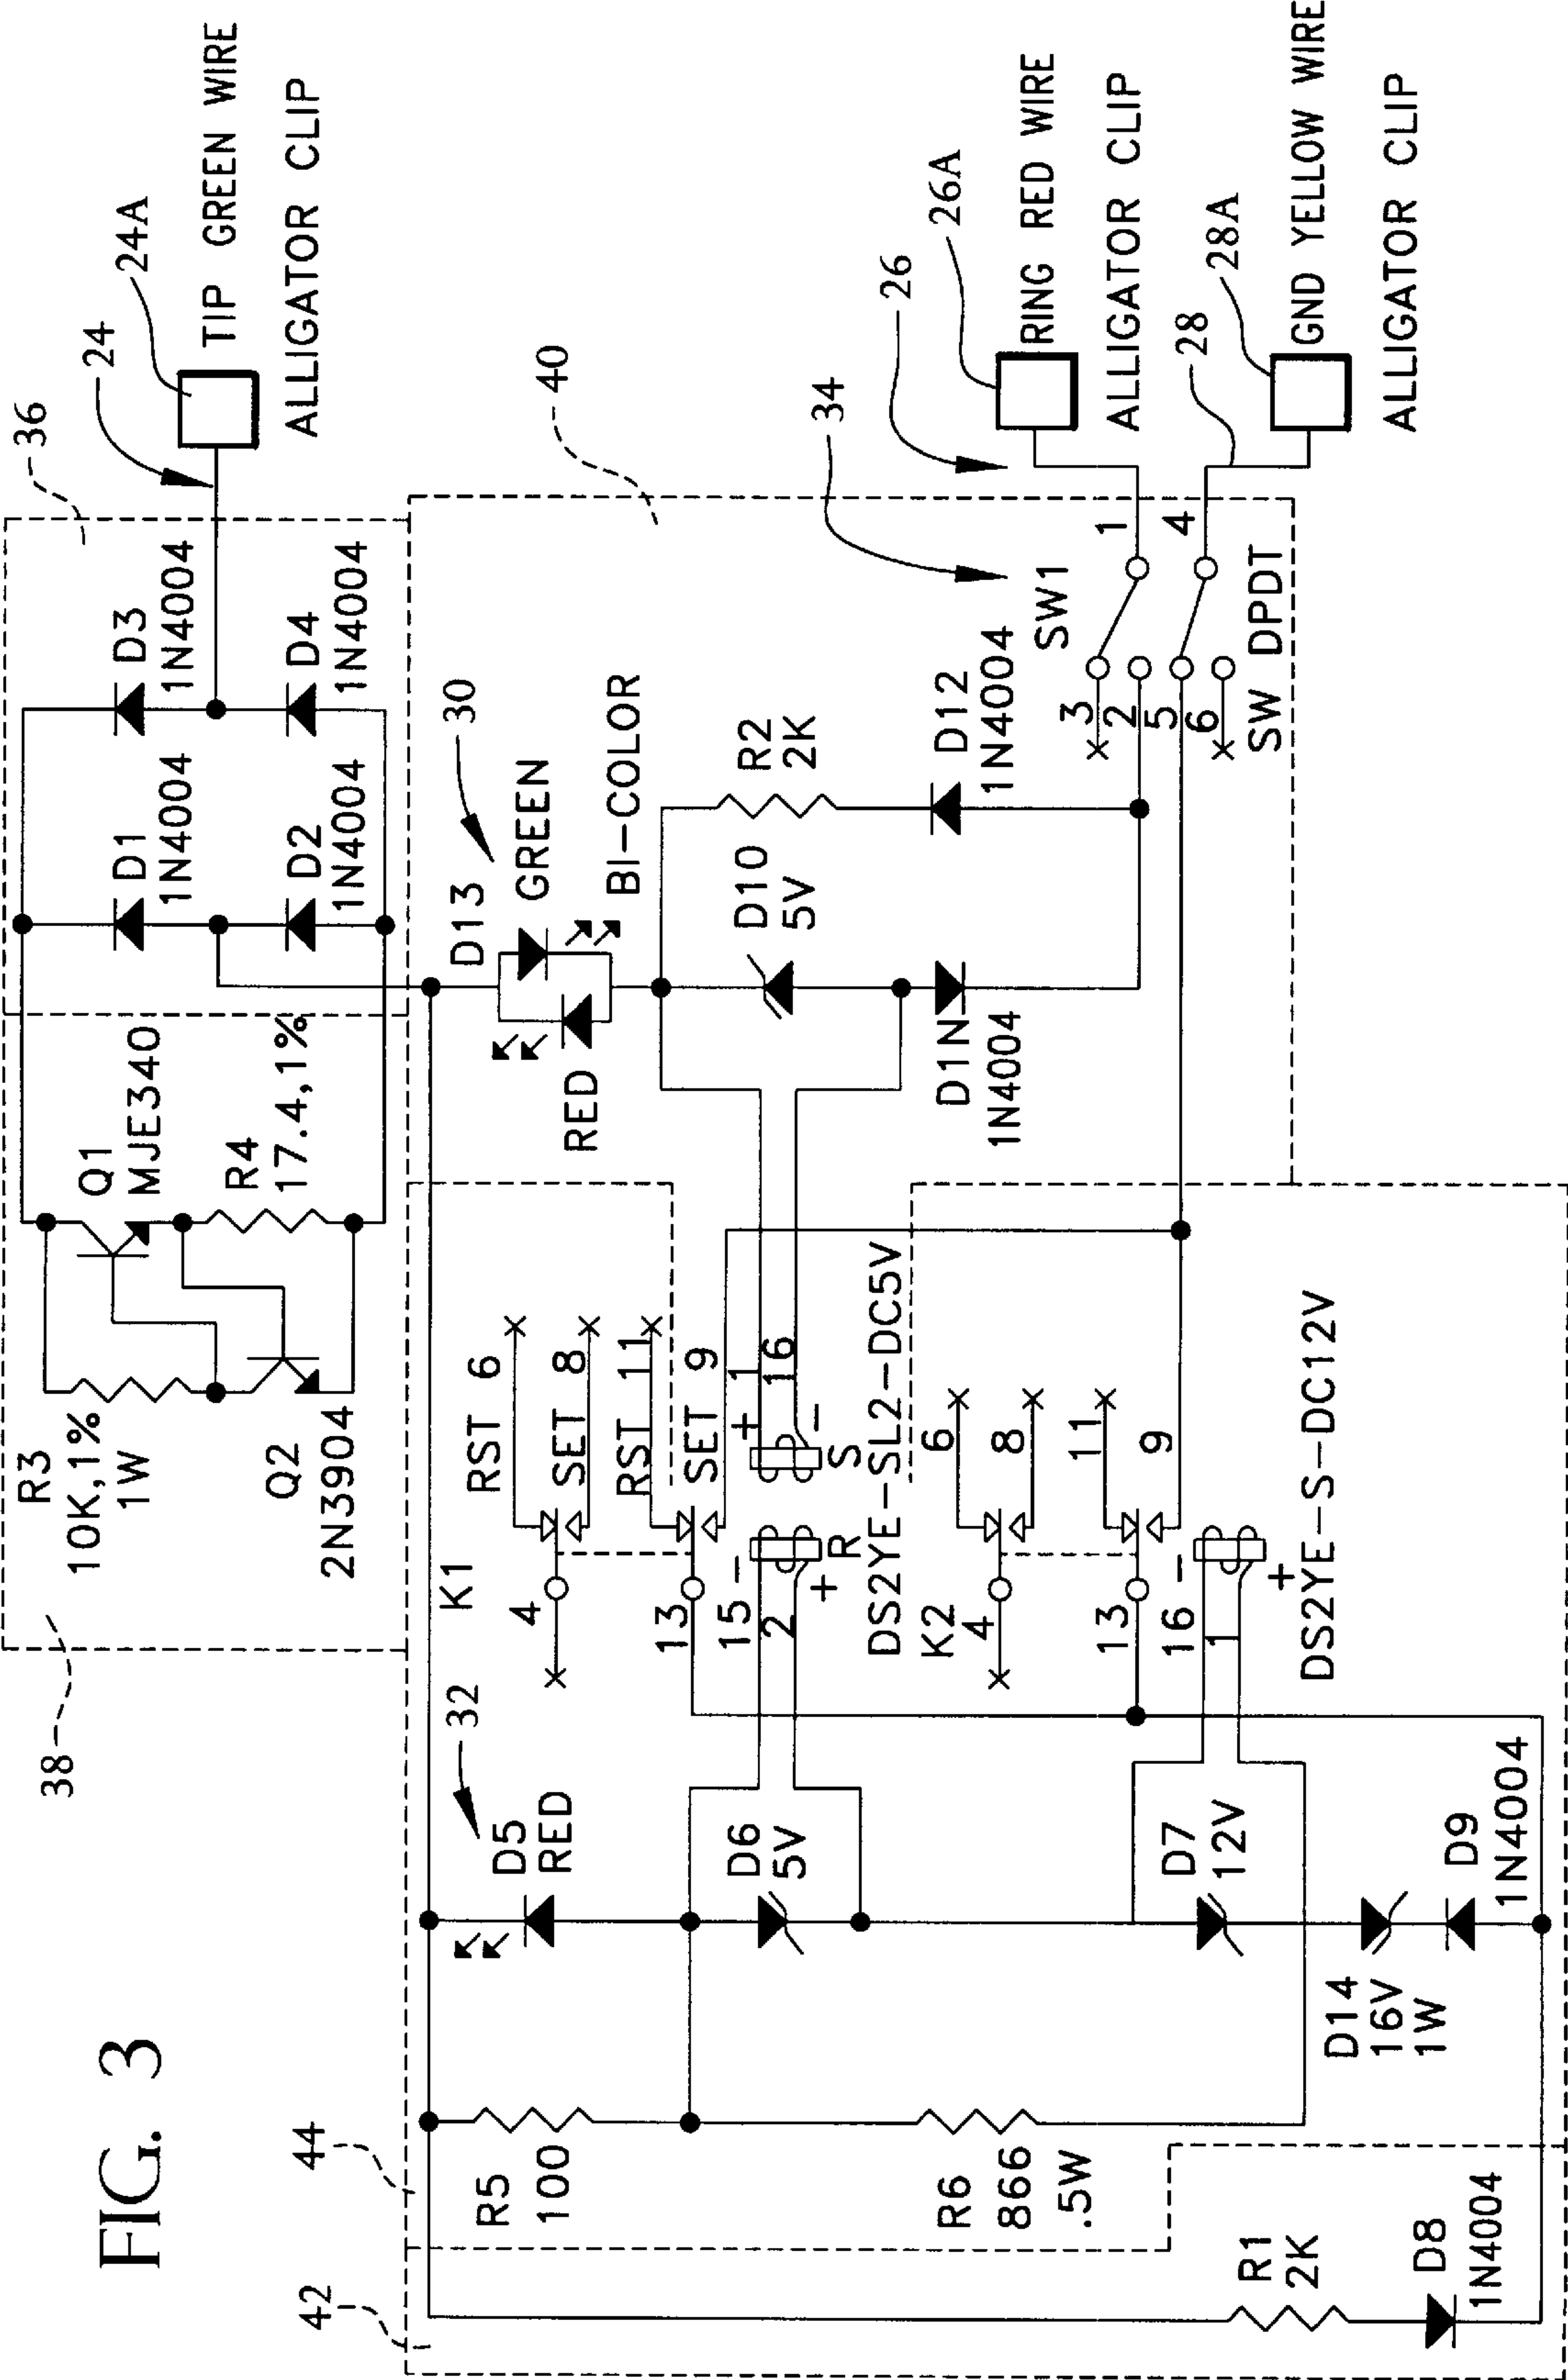 FIG. 3
38
36
24
24A
TIP GREEN WIRE
ALLIGATOR CLIP
R3
10K,1%
1W
Q1
MJE340
R4
17.4,1%
Q2
2N3904
D1
1N4004
D2
1N4004
D3
1N4004
D4
1N4004
42
44
32
30
40
D5
RED
K1
4
RST 6
SET 8
RST 11
SET 9
13
15
2
-
+
R
+
-
S
1
16
DS2YE-SL2-DC5V
D13
GREEN
RED
BI-COLOR
R5
100
D6
5V
R2
2K
D10
5V
D12
1N4004
D1N
1N4004
R6
866
.5W
K2
4
6
8
11
9
13
16
1
-
+
DS2YE-S-DC12V
D7
12V
D14
16V
1W
D9
1N4004
R1
2K
D8
1N4004
34
SW1
3
2
5
6
1
4
SW DPDT
26
26A
RING RED WIRE
ALLIGATOR CLIP
28
28A
GND YELLOW WIRE
ALLIGATOR CLIP